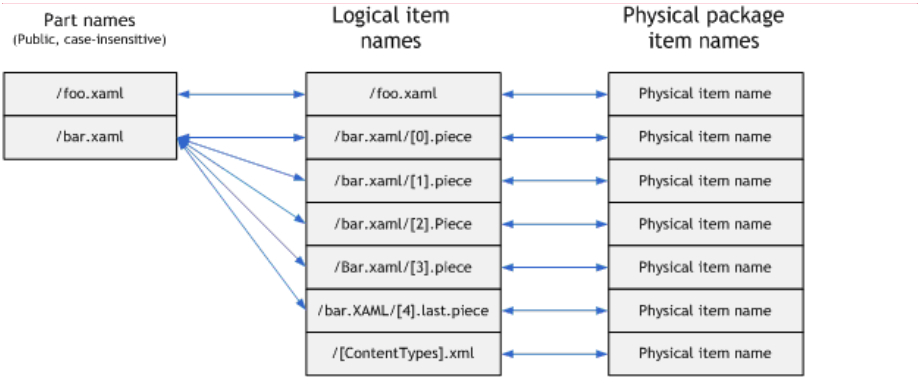 Part names
(Public, case-insensitive)
Logical item
names
Physical package
item names
/foo.xaml
/foo.xaml
Physical item name
/bar.xaml
/bar.xaml/[0].piece
Physical item name
/bar.xaml/[1].piece
Physical item name
/bar.xaml/[2].Piece
Physical item name
/Bar.xaml/[3].piece
Physical item name
/bar.XAML/[4].last.piece
Physical item name
/[ContentTypes].xml
Physical item name